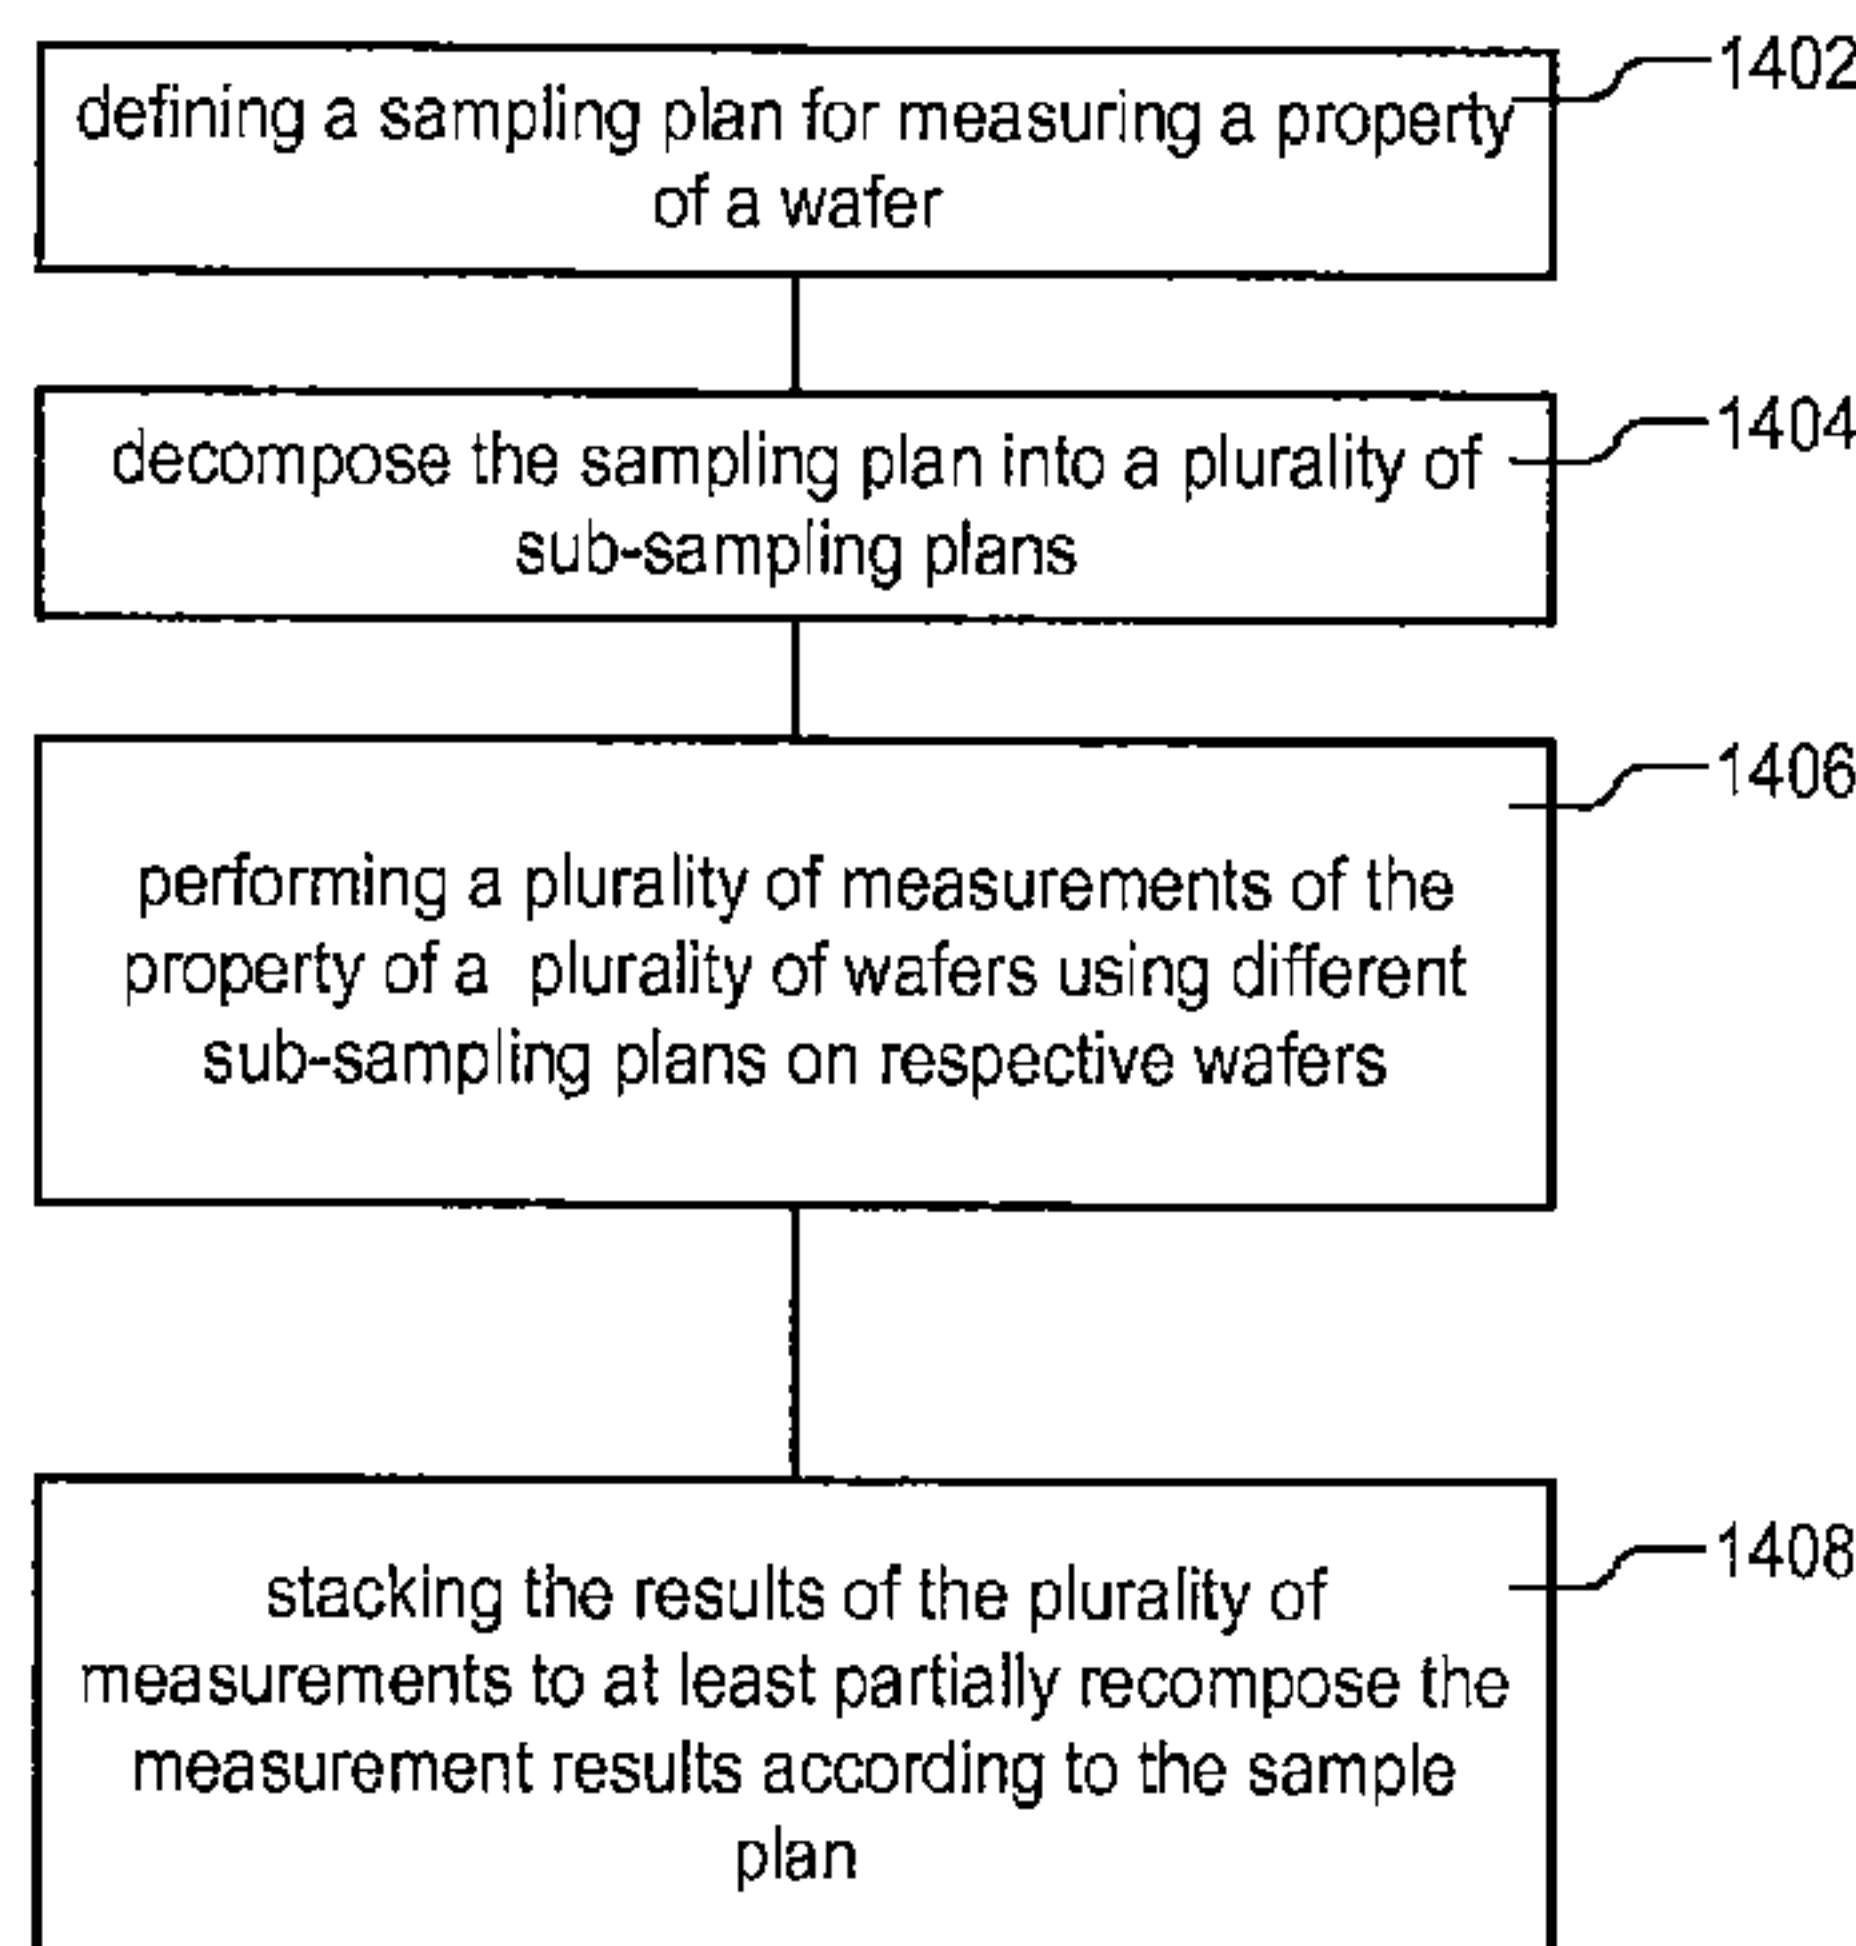 1402
defining a sampling plan for measuring a property
of a wafer
1404
decompose the sampling plan into a plurality of
sub-sampling plans
1406
performing a plurality of measurements of the
property of a plurality of wafers using different
sub-sampling plans on respective wafers
1408
stacking the results of the plurality of
measurements to at least partially recompose the
measurement results according to the sample
plan